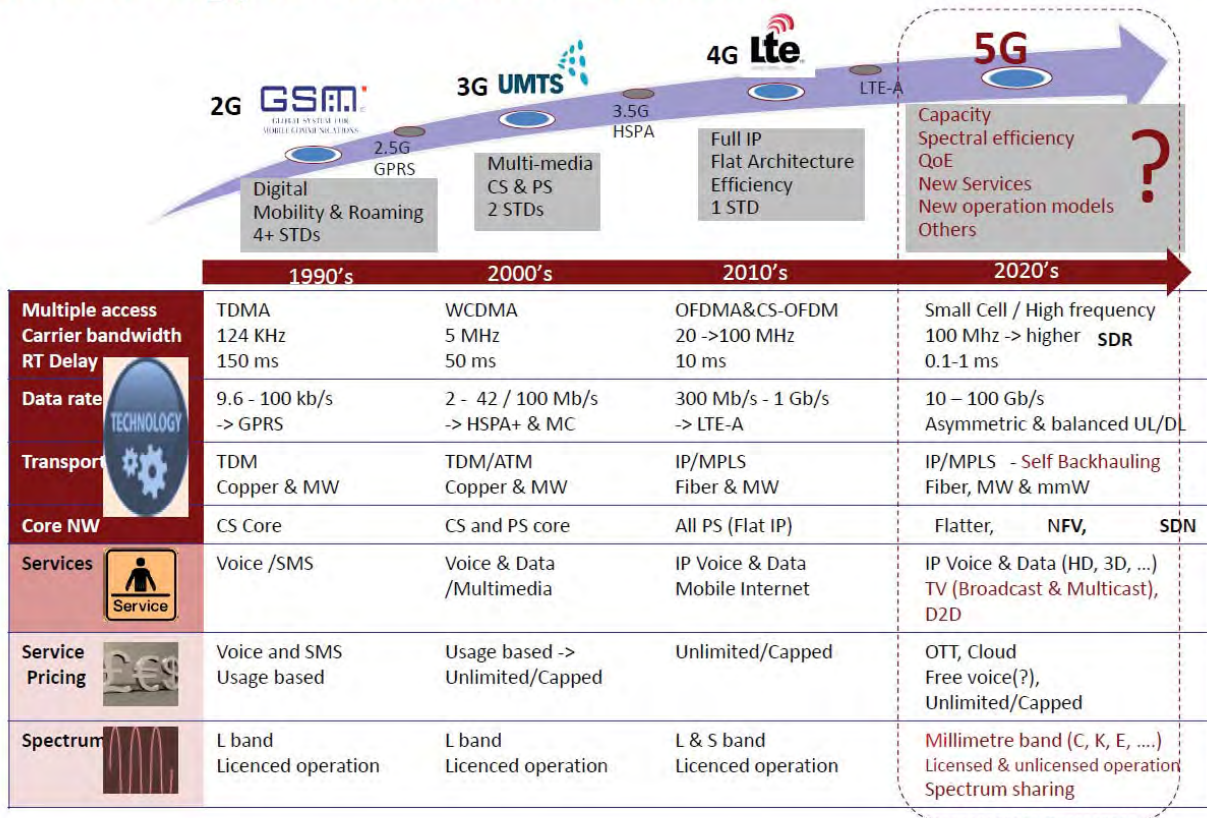 5G
4G Lte
3G UMTS
2G GSM
GLOBAL SYSTEM FOR
MOBILE COMMUNICATIONS
LTE-A
3.5G
HSPA
2.5G
GPRS
Digital
Mobility & Roaming
4+ STDs
Multi-media
CS & PS
2 STDs
Full IP
Flat Architecture
Efficiency
1 STD
Capacity
Spectral efficiency
QoE
New Services
New operation models
Others
?
1990's 2000's 2010's 2020's
Multiple access TDMA WCDMA OFDMA&CS-OFDM Small Cell / High frequency
Carrier bandwidth 124 KHz 5 MHz 20 ->100 MHz 100 Mhz -> higher SDR
RT Delay 150 ms 50 ms 10 ms 0.1-1 ms
Data rate 9.6 - 100 kb/s 2 - 42 / 100 Mb/s 300 Mb/s - 1 Gb/s 10 – 100 Gb/s
-> GPRS -> HSPA+ & MC -> LTE-A Asymmetric & balanced UL/DL
TECHNOLOGY
Transport TDM TDM/ATM IP/MPLS IP/MPLS - Self Backhauling
Copper & MW Copper & MW Fiber & MW Fiber, MW & mmW
Core NW CS Core CS and PS core All PS (Flat IP) Flatter, NFV, SDN
Services Voice /SMS Voice & Data IP Voice & Data IP Voice & Data (HD, 3D, ...)
/Multimedia Mobile Internet TV (Broadcast & Multicast),
Service D2D
Service Voice and SMS Usage based -> Unlimited/Capped OTT, Cloud
Pricing £€$ Usage based Unlimited/Capped Free voice(?),
Unlimited/Capped
Spectrum L band L band L & S band Millimetre band (C, K, E, ....)
Licenced operation Licenced operation Licenced operation Licensed & unlicensed operation
Spectrum sharing